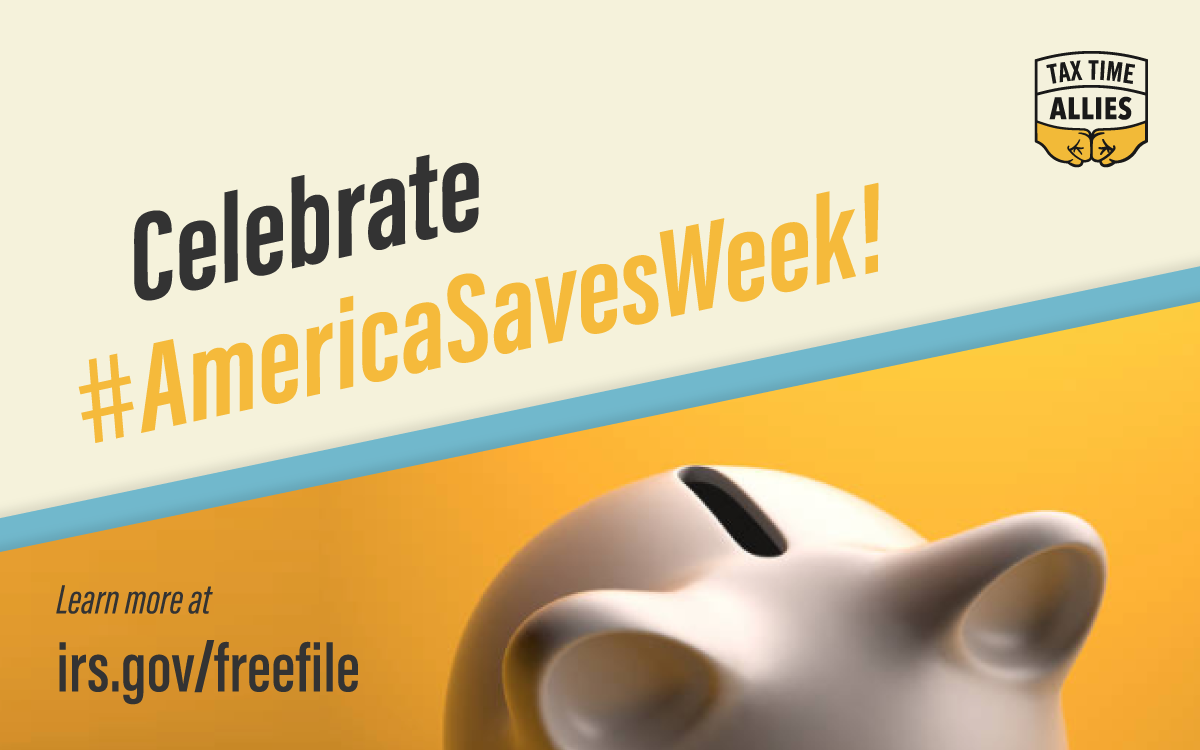 TAX TIME
ALLIES
Celebrate
#AmericaSavesWeek!
Learn more at
irs.gov/freefile